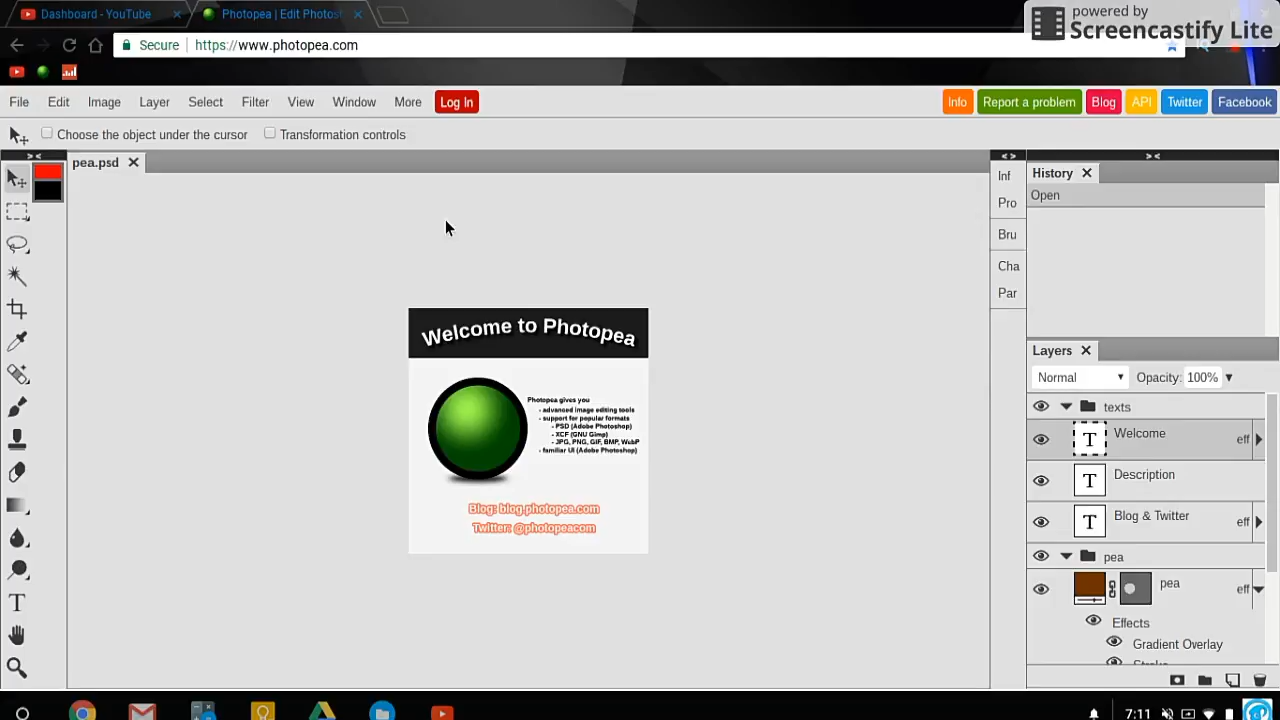 Dashboard - YouTube
Photopea | Edit Photosh
powered by
Screencastify Lite
Secure https://www.photopea.com
File Edit Image Layer Select Filter View Window More Log In
Info Report a problem Blog API Twitter Facebook
Choose the object under the cursor Transformation controls
pea.psd
Inf
Pro
Bru
Cha
Par
History
Open
Welcome to Photopea
Photopea gives you
- advanced image editing tools
- support for popular formats
- PSD (Adobe Photoshop)
- XCF (GNU Gimp)
- JPG, PNG, GIF, BMP, WebP
- familiar UI (Adobe Photoshop)
Blog: blog.photopea.com
Twitter: @photopeacom
Layers
Normal Opacity: 100%
texts
T Welcome eff
T Description
T Blog & Twitter eff
pea
pea eff
Effects
Gradient Overlay
Stroke
T
7:11